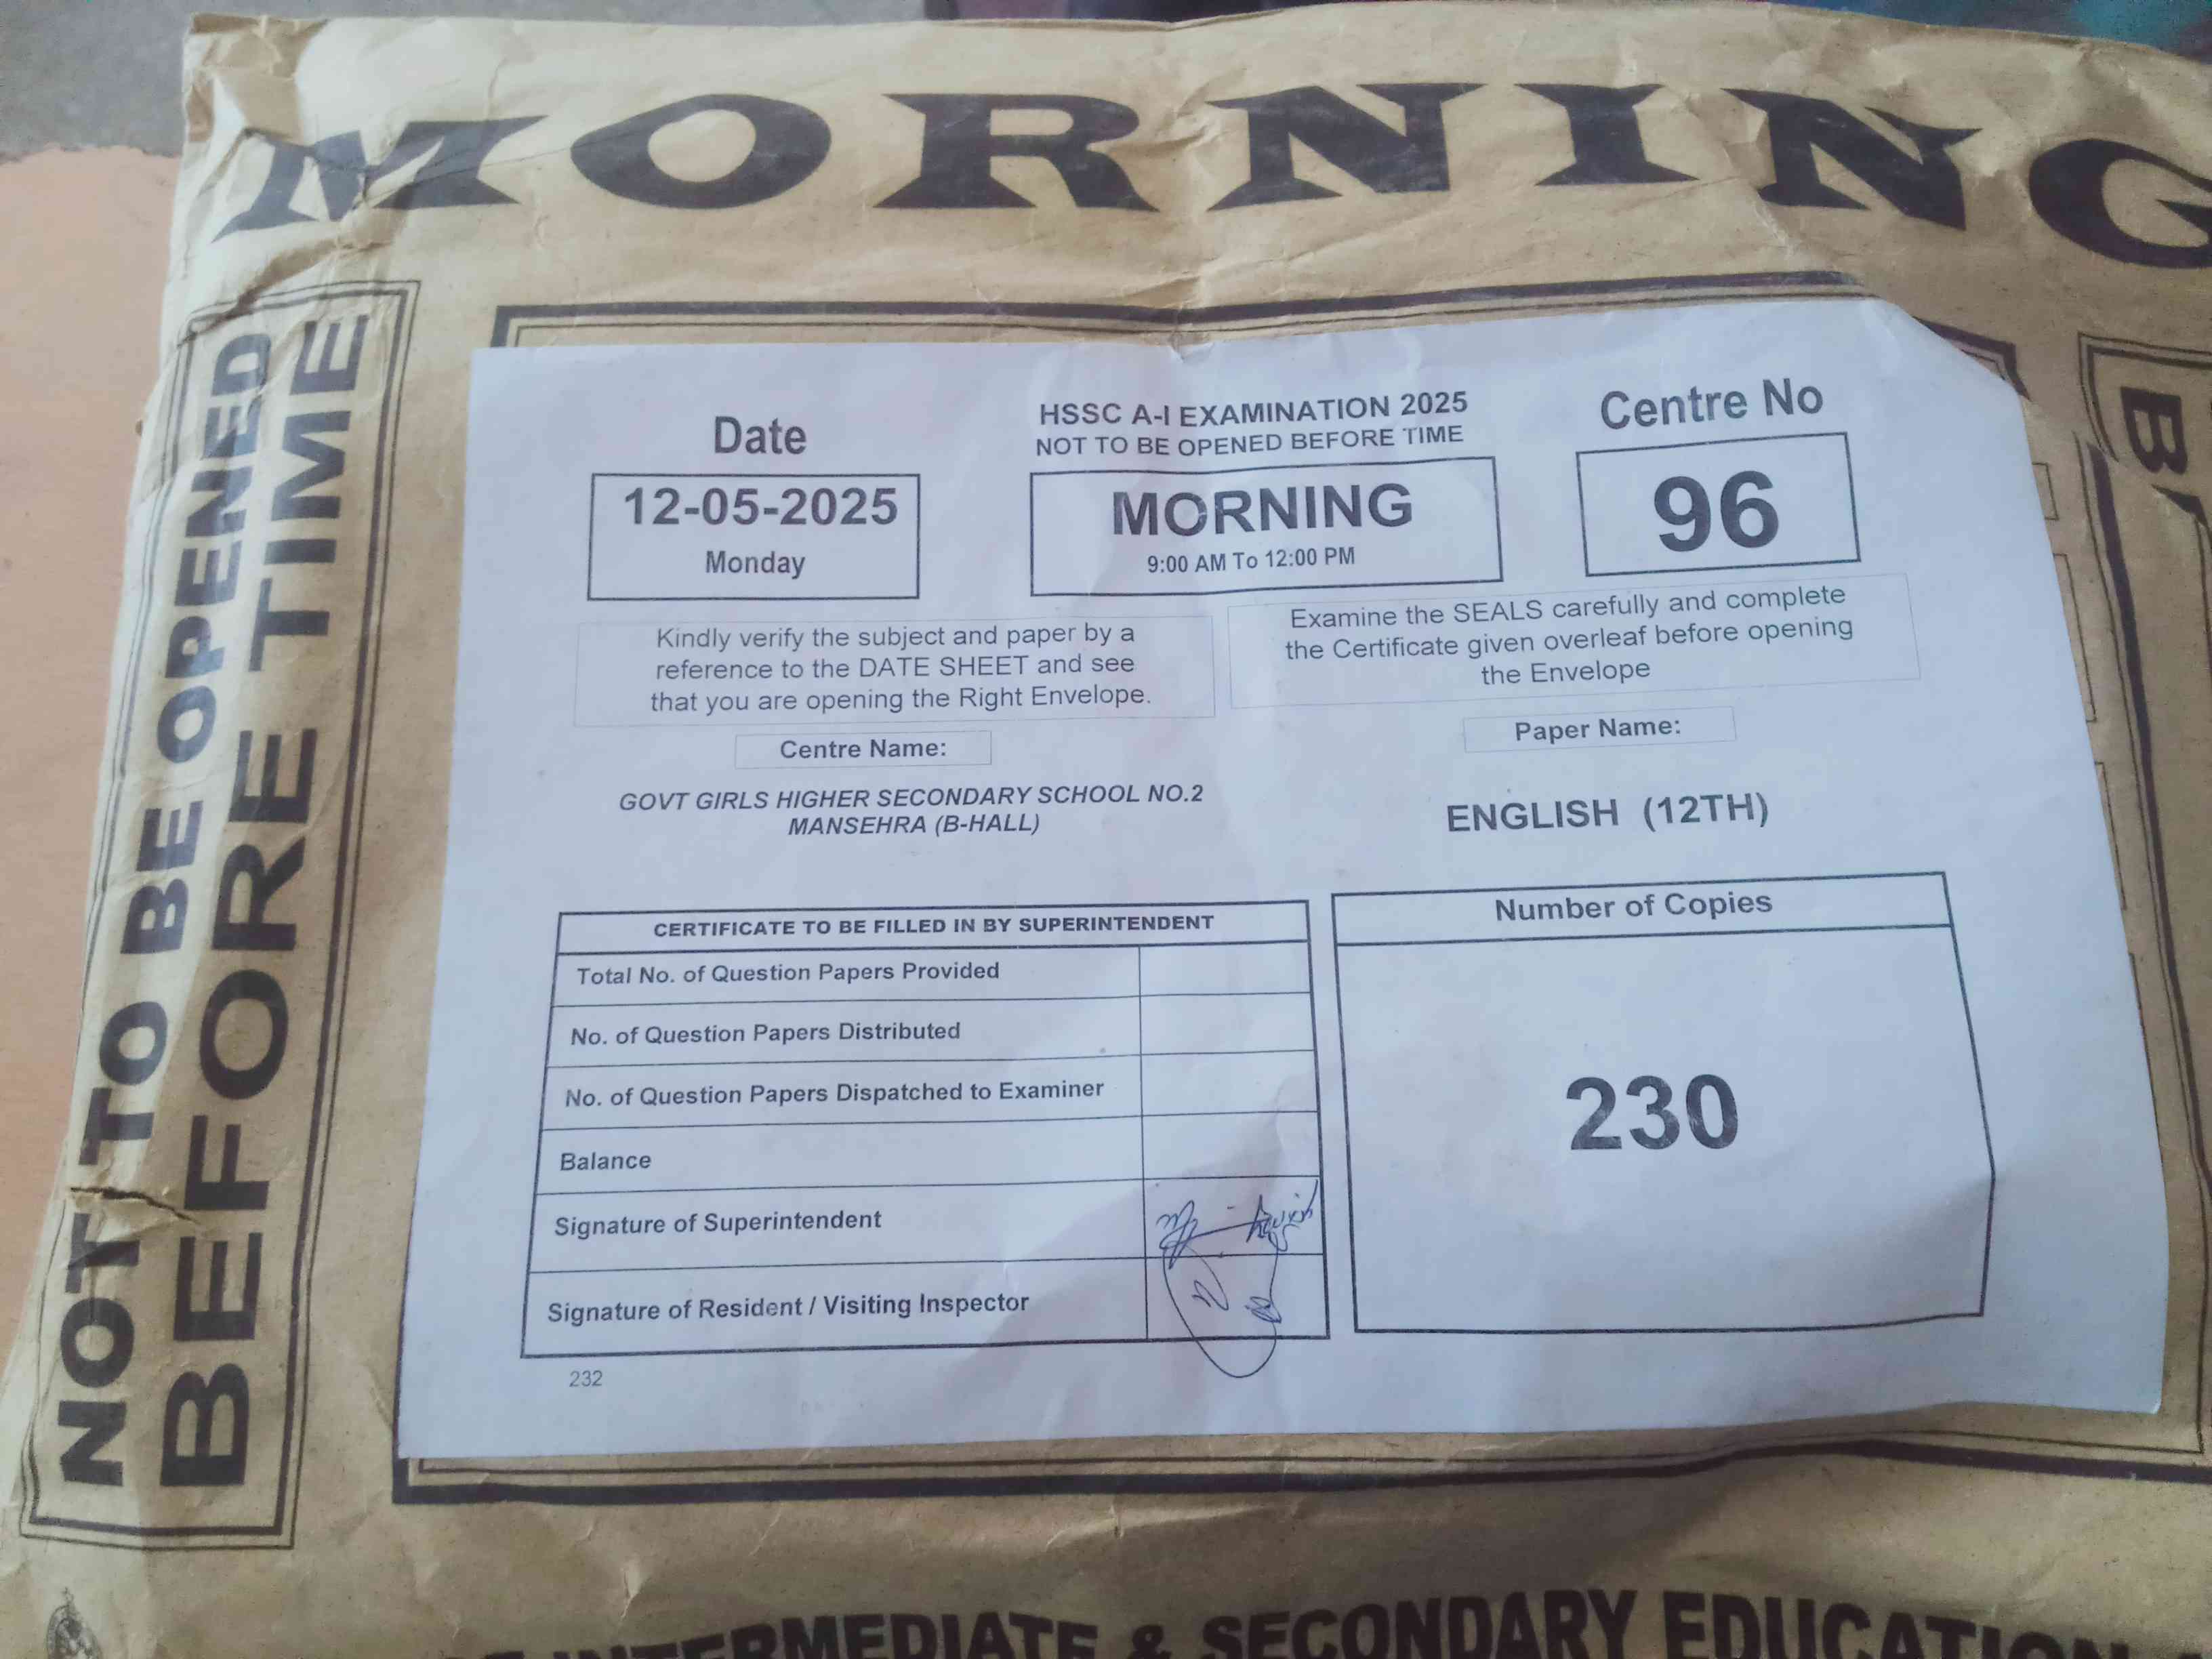 MORNING
NOT TO BE OPENED
BEFORE TIME
Date
12-05-2025
Monday
HSSC A-I EXAMINATION 2025
NOT TO BE OPENED BEFORE TIME
MORNING
9:00 AM To 12:00 PM
Centre No
96
Kindly verify the subject and paper by a
reference to the DATE SHEET and see
that you are opening the Right Envelope.
Examine the SEALS carefully and complete
the Certificate given overleaf before opening
the Envelope
Centre Name:
GOVT GIRLS HIGHER SECONDARY SCHOOL NO.2
MANSEHRA (B-HALL)
Paper Name:
ENGLISH (12TH)
CERTIFICATE TO BE FILLED IN BY SUPERINTENDENT
Total No. of Question Papers Provided
No. of Question Papers Distributed
No. of Question Papers Dispatched to Examiner
Balance
Signature of Superintendent
Signature of Resident / Visiting Inspector
Number of Copies
230
232
INTERMEDIATE & SECONDARY EDUCATION